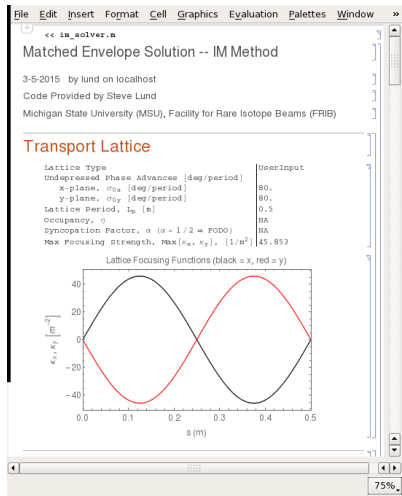 File Edit Insert Format Cell Graphics Evaluation Palettes Window »
<< im_solver.m
Matched Envelope Solution -- IM Method
3-5-2015 by lund on localhost
Code Provided by Steve Lund
Michigan State University (MSU), Facility for Rare Isotope Beams (FRIB)
Transport Lattice
Lattice Type UserInput
Undepressed Phase Advances [deg/period]
x-plane, σ0x [deg/period] 80.
y-plane, σ0y [deg/period] 80.
Lattice Period, Lp [m] 0.5
Occupancy, η NA
Syncopation Factor, α (α = 1/2 ⇒ FODO) NA
Max Focusing Strength, Max[κx, κy], [1/m²] 45.853
Lattice Focusing Functions (black = x, red = y)
κx, κy [m⁻²]
40
20
0
−20
−40
0.0 0.1 0.2 0.3 0.4 0.5
s (m)
75%